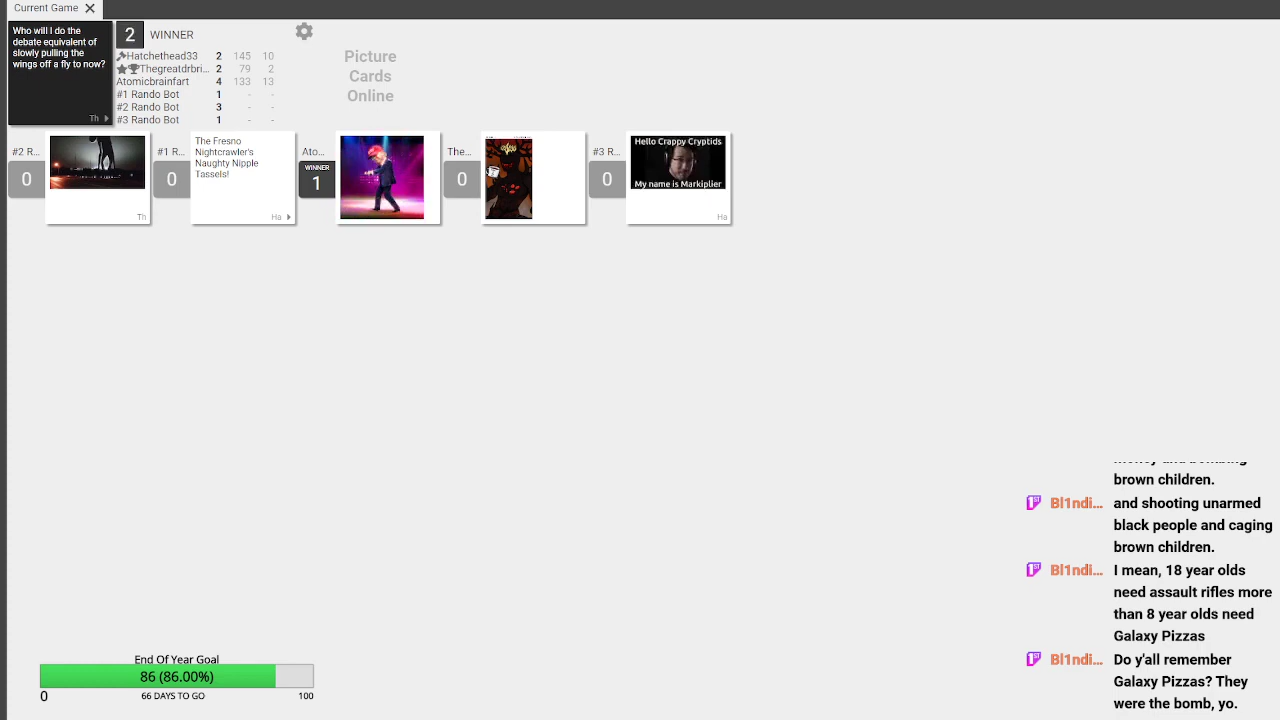 Current Game
Who will I do the
debate equivalent of
slowly pulling the
wings off a fly to now?
Th
2 WINNER
Hatchethead33 2 145 10
Thegreatdrbri... 2 79 2
Atomicbrainfart 4 133 13
#1 Rando Bot 1 - -
#2 Rando Bot 3 - -
#3 Rando Bot 1 - -
Picture
Cards
Online
#2 R...
0
Th
#1 R...
0
The Fresno
Nightcrawler's
Naughty Nipple
Tassels!
Ha
Ato...
WINNER
1
The...
0
#3 R...
0
Hello Crappy Cryptids
My name is Markiplier
Ha
brown children.
Bl1ndi... and shooting unarmed
black people and caging
brown children.
Bl1ndi... I mean, 18 year olds
need assault rifles more
than 8 year olds need
Galaxy Pizzas
Bl1ndi... Do y'all remember
Galaxy Pizzas? They
were the bomb, yo.
End Of Year Goal
86 (86.00%)
0 66 DAYS TO GO 100